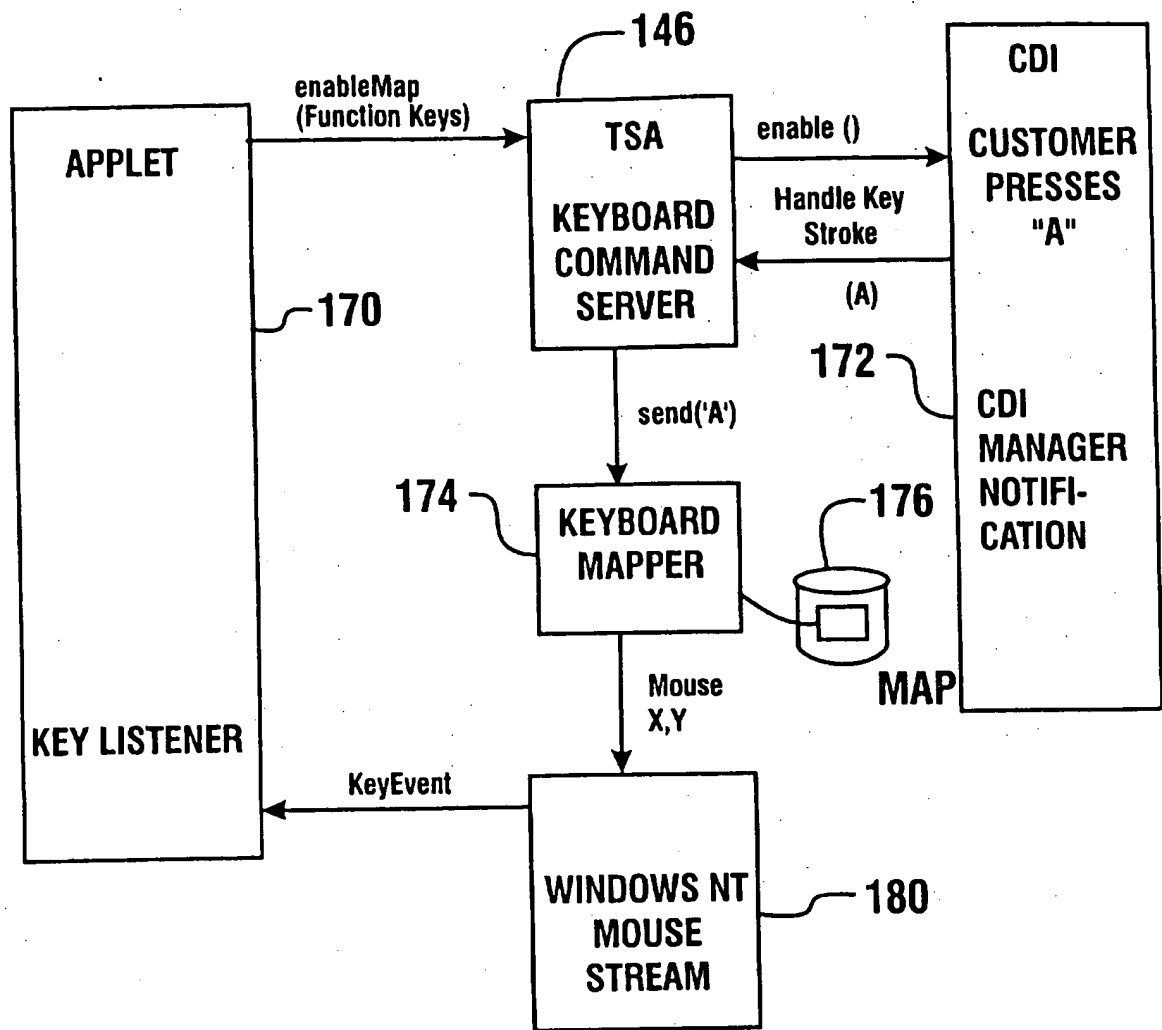 146
CDI
enableMap
(Function Keys)
APPLET
TSA
KEYBOARD
COMMAND
SERVER
enable ()
CUSTOMER
PRESSES
"A"
Handle Key
Stroke
(A)
170
172
CDI
MANAGER
NOTIFI-
CATION
send('A')
174
KEYBOARD
MAPPER
176
MAP
Mouse
X,Y
KEY LISTENER
KeyEvent
WINDOWS NT
MOUSE
STREAM
180